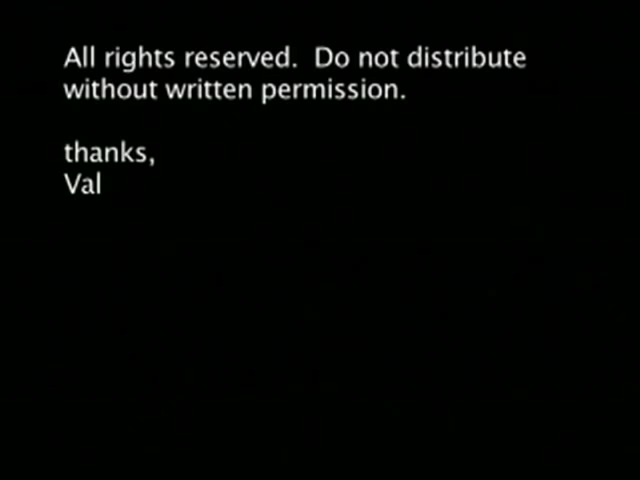 All rights reserved.  Do not distribute
without written permission.
thanks,
Val